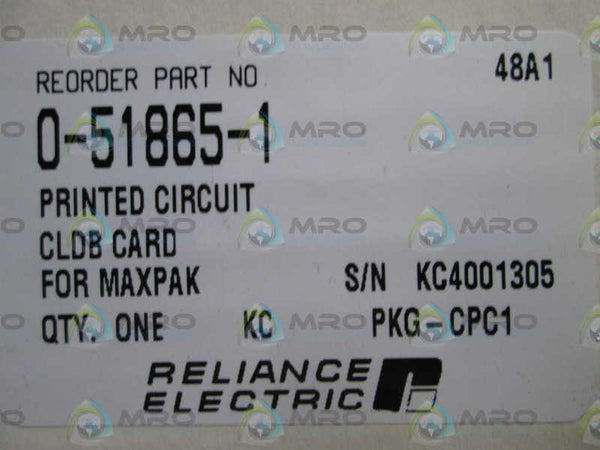 48A1
REORDER PART NO
0-51865-1
PRINTED CIRCUIT
CLDB CARD
FOR MAXPAK S/N KC4001305
QTY. ONE KC PKG-CPC1
RELIANCE
ELECTRIC
MRO